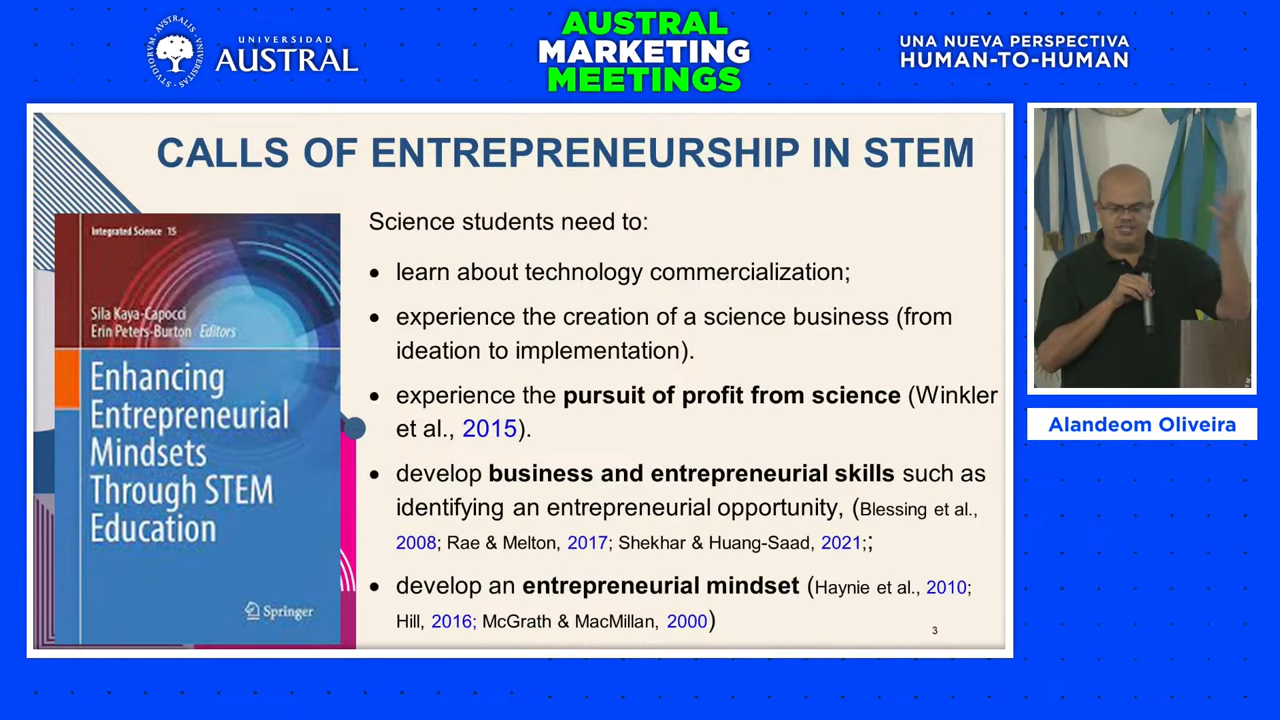 STUDIORVM · VNIVERSITAS · AVSTRALIS
UNIVERSIDAD
AUSTRAL
AUSTRAL
MARKETING
MEETINGS
UNA NUEVA PERSPECTIVA
HUMAN-TO-HUMAN
CALLS OF ENTREPRENEURSHIP IN STEM
Integrated Science 15
Sila Kaya-Capocci
Erin Peters-Burton Editors
Enhancing
Entrepreneurial
Mindsets
Through STEM
Education
Springer
Science students need to:
• learn about technology commercialization;
• experience the creation of a science business (from
ideation to implementation).
• experience the pursuit of profit from science (Winkler
et al., 2015).
• develop business and entrepreneurial skills such as
identifying an entrepreneurial opportunity, (Blessing et al.,
2008; Rae & Melton, 2017; Shekhar & Huang-Saad, 2021;;
• develop an entrepreneurial mindset (Haynie et al., 2010;
Hill, 2016; McGrath & MacMillan, 2000)
3
Alandeom Oliveira